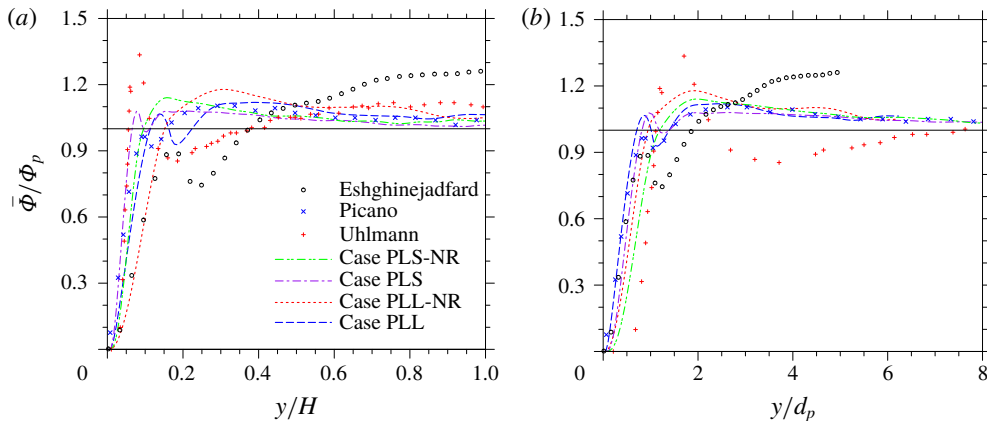 (a)
1.5
1.2
0.9
0.6
0.3
0
0.2
0.4
0.6
0.8
1.0
Φ̄/Φp
y/H
Eshghinejadfard
Picano
Uhlmann
Case PLS-NR
Case PLS
Case PLL-NR
Case PLL
(b)
1.5
1.2
0.9
0.6
0.3
0
2
4
6
8
y/dp